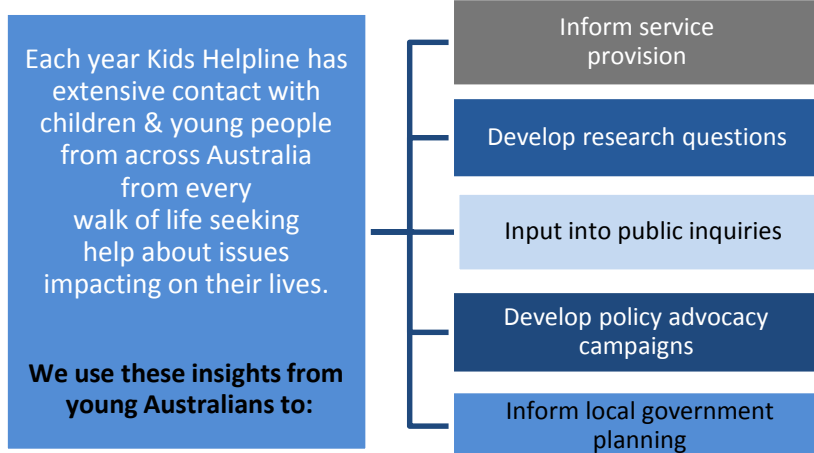 Each year Kids Helpline has
extensive contact with
children & young people
from across Australia
from every
walk of life seeking
help about issues
impacting on their lives.
We use these insights from
young Australians to:
Inform service
provision
Develop research questions
Input into public inquiries
Develop policy advocacy
campaigns
Inform local government
planning